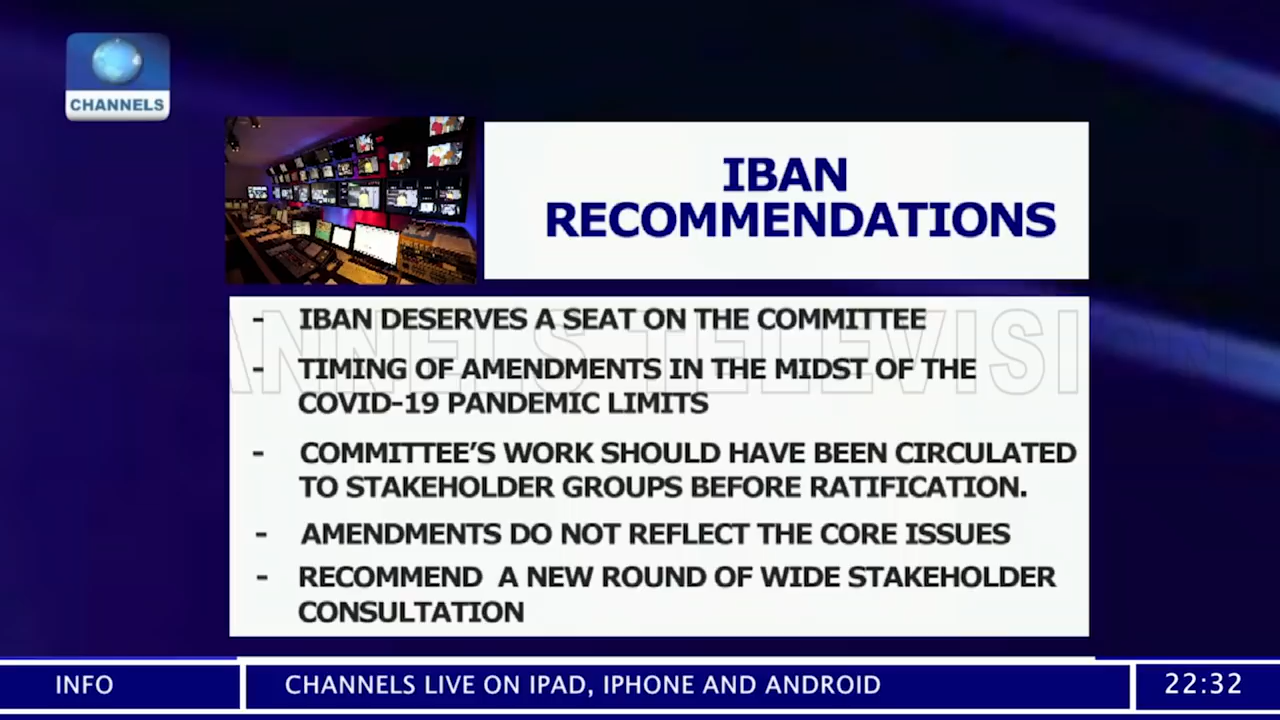 CHANNELS
IBAN
RECOMMENDATIONS
- IBAN DESERVES A SEAT ON THE COMMITTEE
- TIMING OF AMENDMENTS IN THE MIDST OF THE
COVID-19 PANDEMIC LIMITS
- COMMITTEE’S WORK SHOULD HAVE BEEN CIRCULATED
TO STAKEHOLDER GROUPS BEFORE RATIFICATION.
- AMENDMENTS DO NOT REFLECT THE CORE ISSUES
- RECOMMEND  A NEW ROUND OF WIDE STAKEHOLDER
CONSULTATION
ANNELS TELEVISION
INFO
CHANNELS LIVE ON IPAD, IPHONE AND ANDROID
22:32